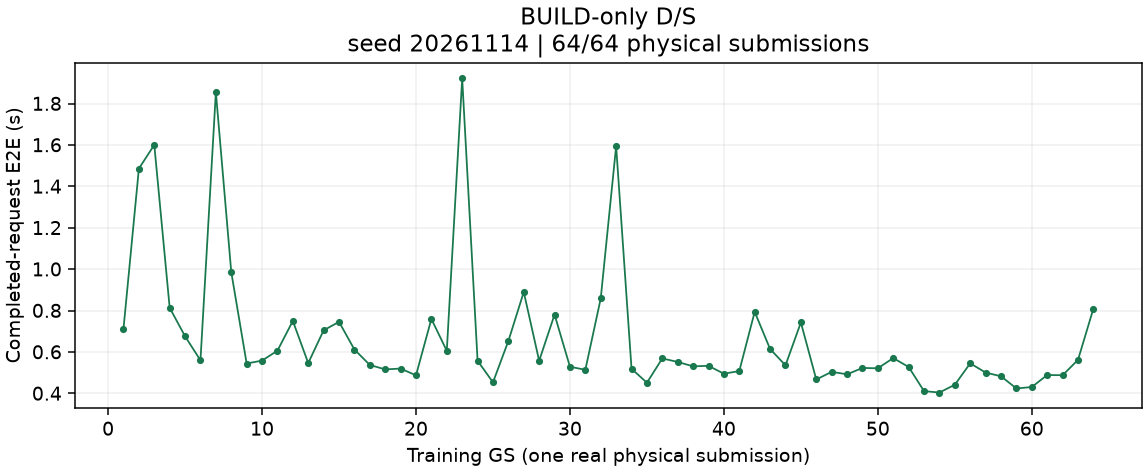 BUILD-only D/S
seed 20261114 | 64/64 physical submissions
Completed-request E2E (s)
1.8
1.6
1.4
1.2
1.0
0.8
0.6
0.4
0 10 20 30 40 50 60
Training GS (one real physical submission)